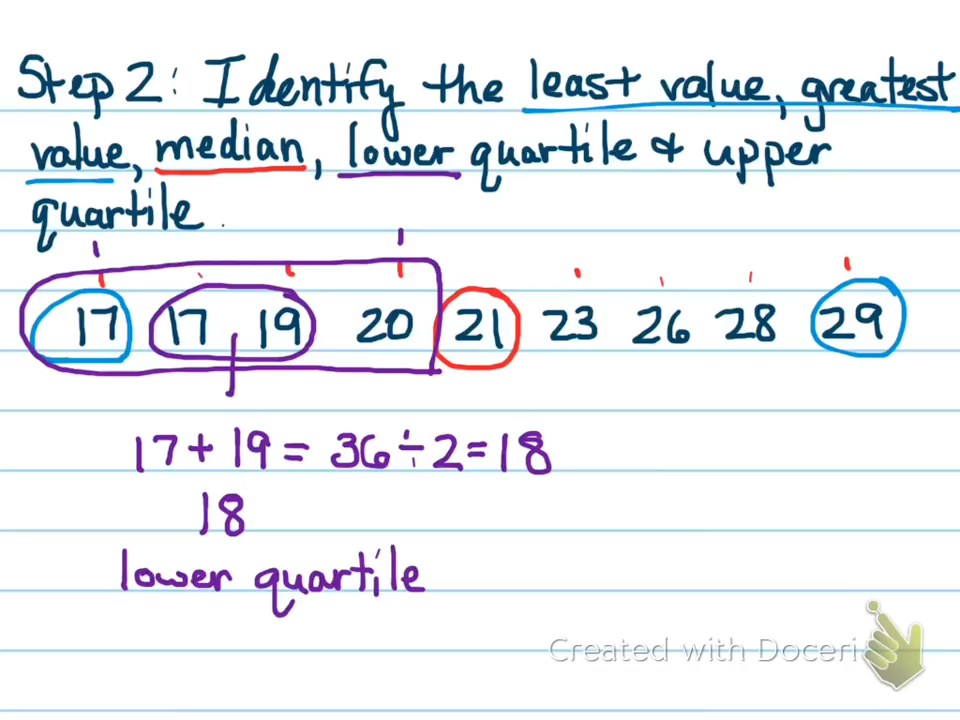 Step 2: Identify the least value, greatest
value, median, lower quartile & upper
quartile.
17 17 19 20 21 23 26 28 29
17 + 19 = 36 ÷ 2 = 18
18
lower quartile
Created with Doceri